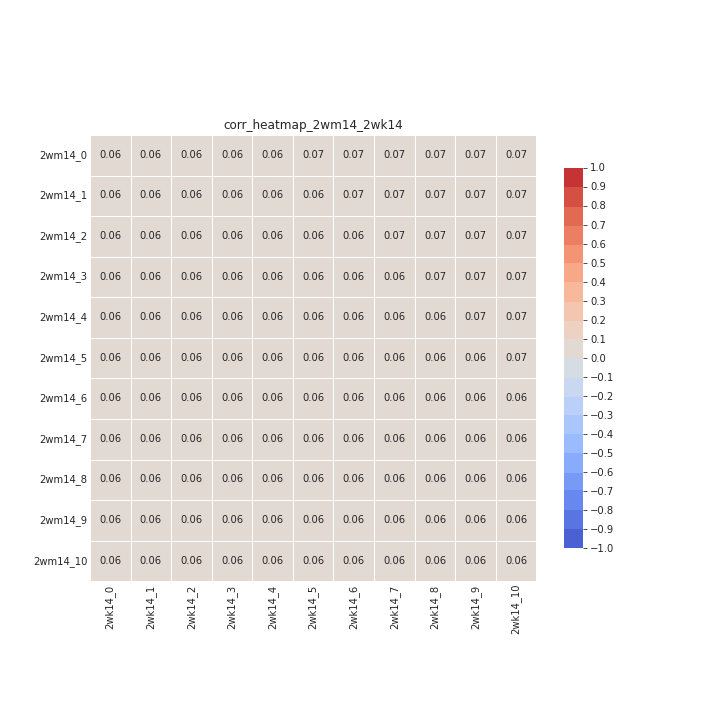 corr_heatmap_2wm14_2wk14
2wm14_0 0.06 0.06 0.06 0.06 0.06 0.07 0.07 0.07 0.07 0.07 0.07
2wm14_1 0.06 0.06 0.06 0.06 0.06 0.06 0.07 0.07 0.07 0.07 0.07
2wm14_2 0.06 0.06 0.06 0.06 0.06 0.06 0.06 0.07 0.07 0.07 0.07
2wm14_3 0.06 0.06 0.06 0.06 0.06 0.06 0.06 0.06 0.07 0.07 0.07
2wm14_4 0.06 0.06 0.06 0.06 0.06 0.06 0.06 0.06 0.06 0.07 0.07
2wm14_5 0.06 0.06 0.06 0.06 0.06 0.06 0.06 0.06 0.06 0.06 0.07
2wm14_6 0.06 0.06 0.06 0.06 0.06 0.06 0.06 0.06 0.06 0.06 0.06
2wm14_7 0.06 0.06 0.06 0.06 0.06 0.06 0.06 0.06 0.06 0.06 0.06
2wm14_8 0.06 0.06 0.06 0.06 0.06 0.06 0.06 0.06 0.06 0.06 0.06
2wm14_9 0.06 0.06 0.06 0.06 0.06 0.06 0.06 0.06 0.06 0.06 0.06
2wm14_10 0.06 0.06 0.06 0.06 0.06 0.06 0.06 0.06 0.06 0.06 0.06
2wk14_0 2wk14_1 2wk14_2 2wk14_3 2wk14_4 2wk14_5 2wk14_6 2wk14_7 2wk14_8 2wk14_9 2wk14_10
1.0
0.9
0.8
0.7
0.6
0.5
0.4
0.3
0.2
0.1
0.0
−0.1
−0.2
−0.3
−0.4
−0.5
−0.6
−0.7
−0.8
−0.9
−1.0